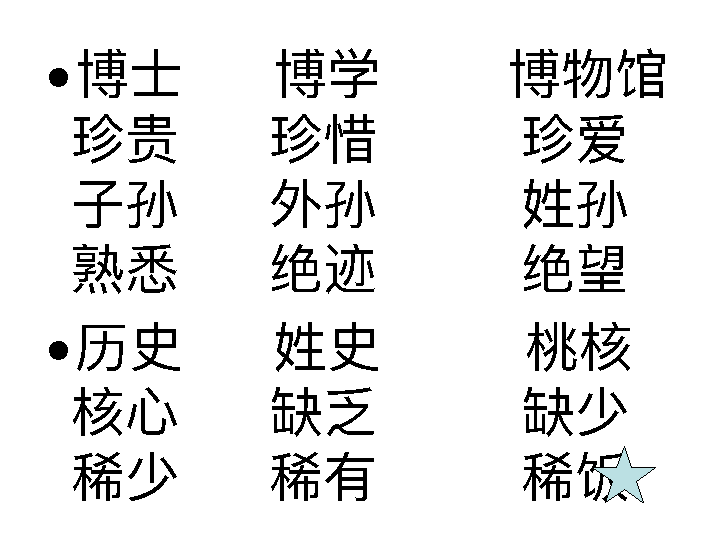 •博士 博学 博物馆
珍贵 珍惜 珍爱
子孙 外孙 姓孙
熟悉 绝迹 绝望
•历史 姓史 桃核
核心 缺乏 缺少
稀少 稀有 稀饭